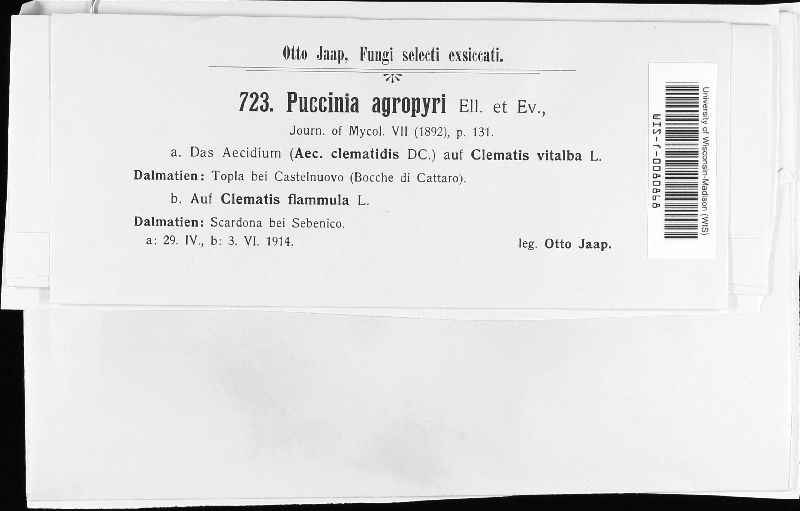 Otto Jaap, Fungi selecti exsiccati.
723. Puccinia agropyri Ell. et Ev.,
Journ. of Mycol. VII (1892), p. 131.
a. Das Aecidium (Aec. clematidis DC.) auf Clematis vitalba L.
Dalmatien: Topla bei Castelnuovo (Bocche di Cattaro).
b. Auf Clematis flammula L.
Dalmatien: Scardona bei Sebenico.
a: 29. IV., b: 3. VI. 1914.
leg. Otto Jaap.
University of Wisconsin-Madison (WIS)